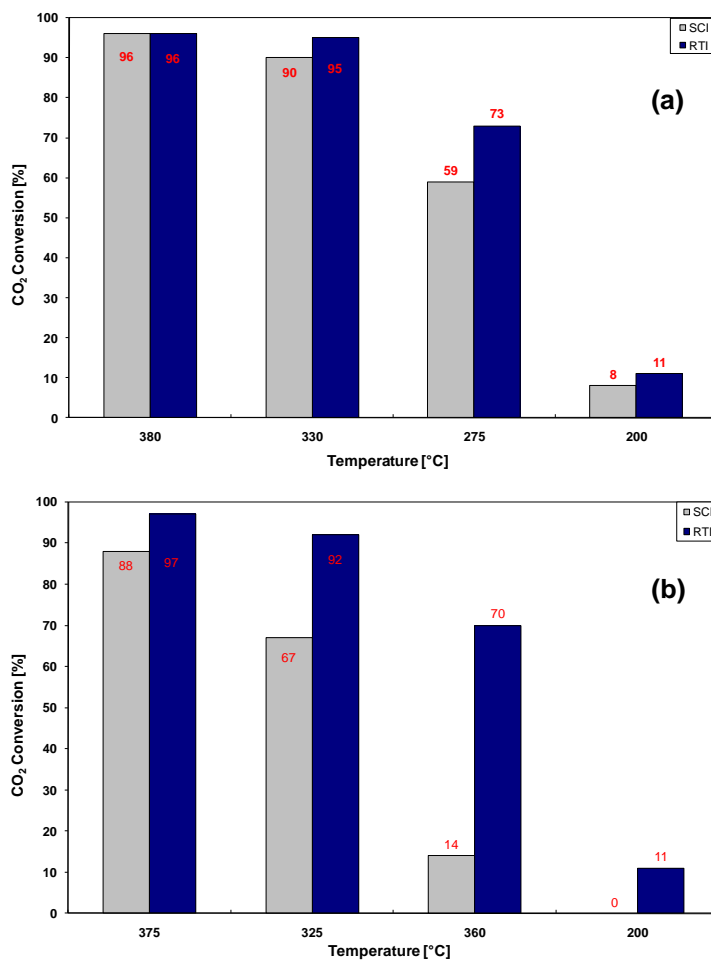 100
90
80
70
60
50
40
30
20
10
0
CO₂ Conversion [%]
SCI
RTI
(a)
96 96
90 95
59 73
8 11
380 330 275 200
Temperature [°C]
100
90
80
70
60
50
40
30
20
10
0
CO₂ Conversion [%]
SCI
RTI
(b)
88 97
67 92
14 70
0 11
375 325 360 200
Temperature [°C]